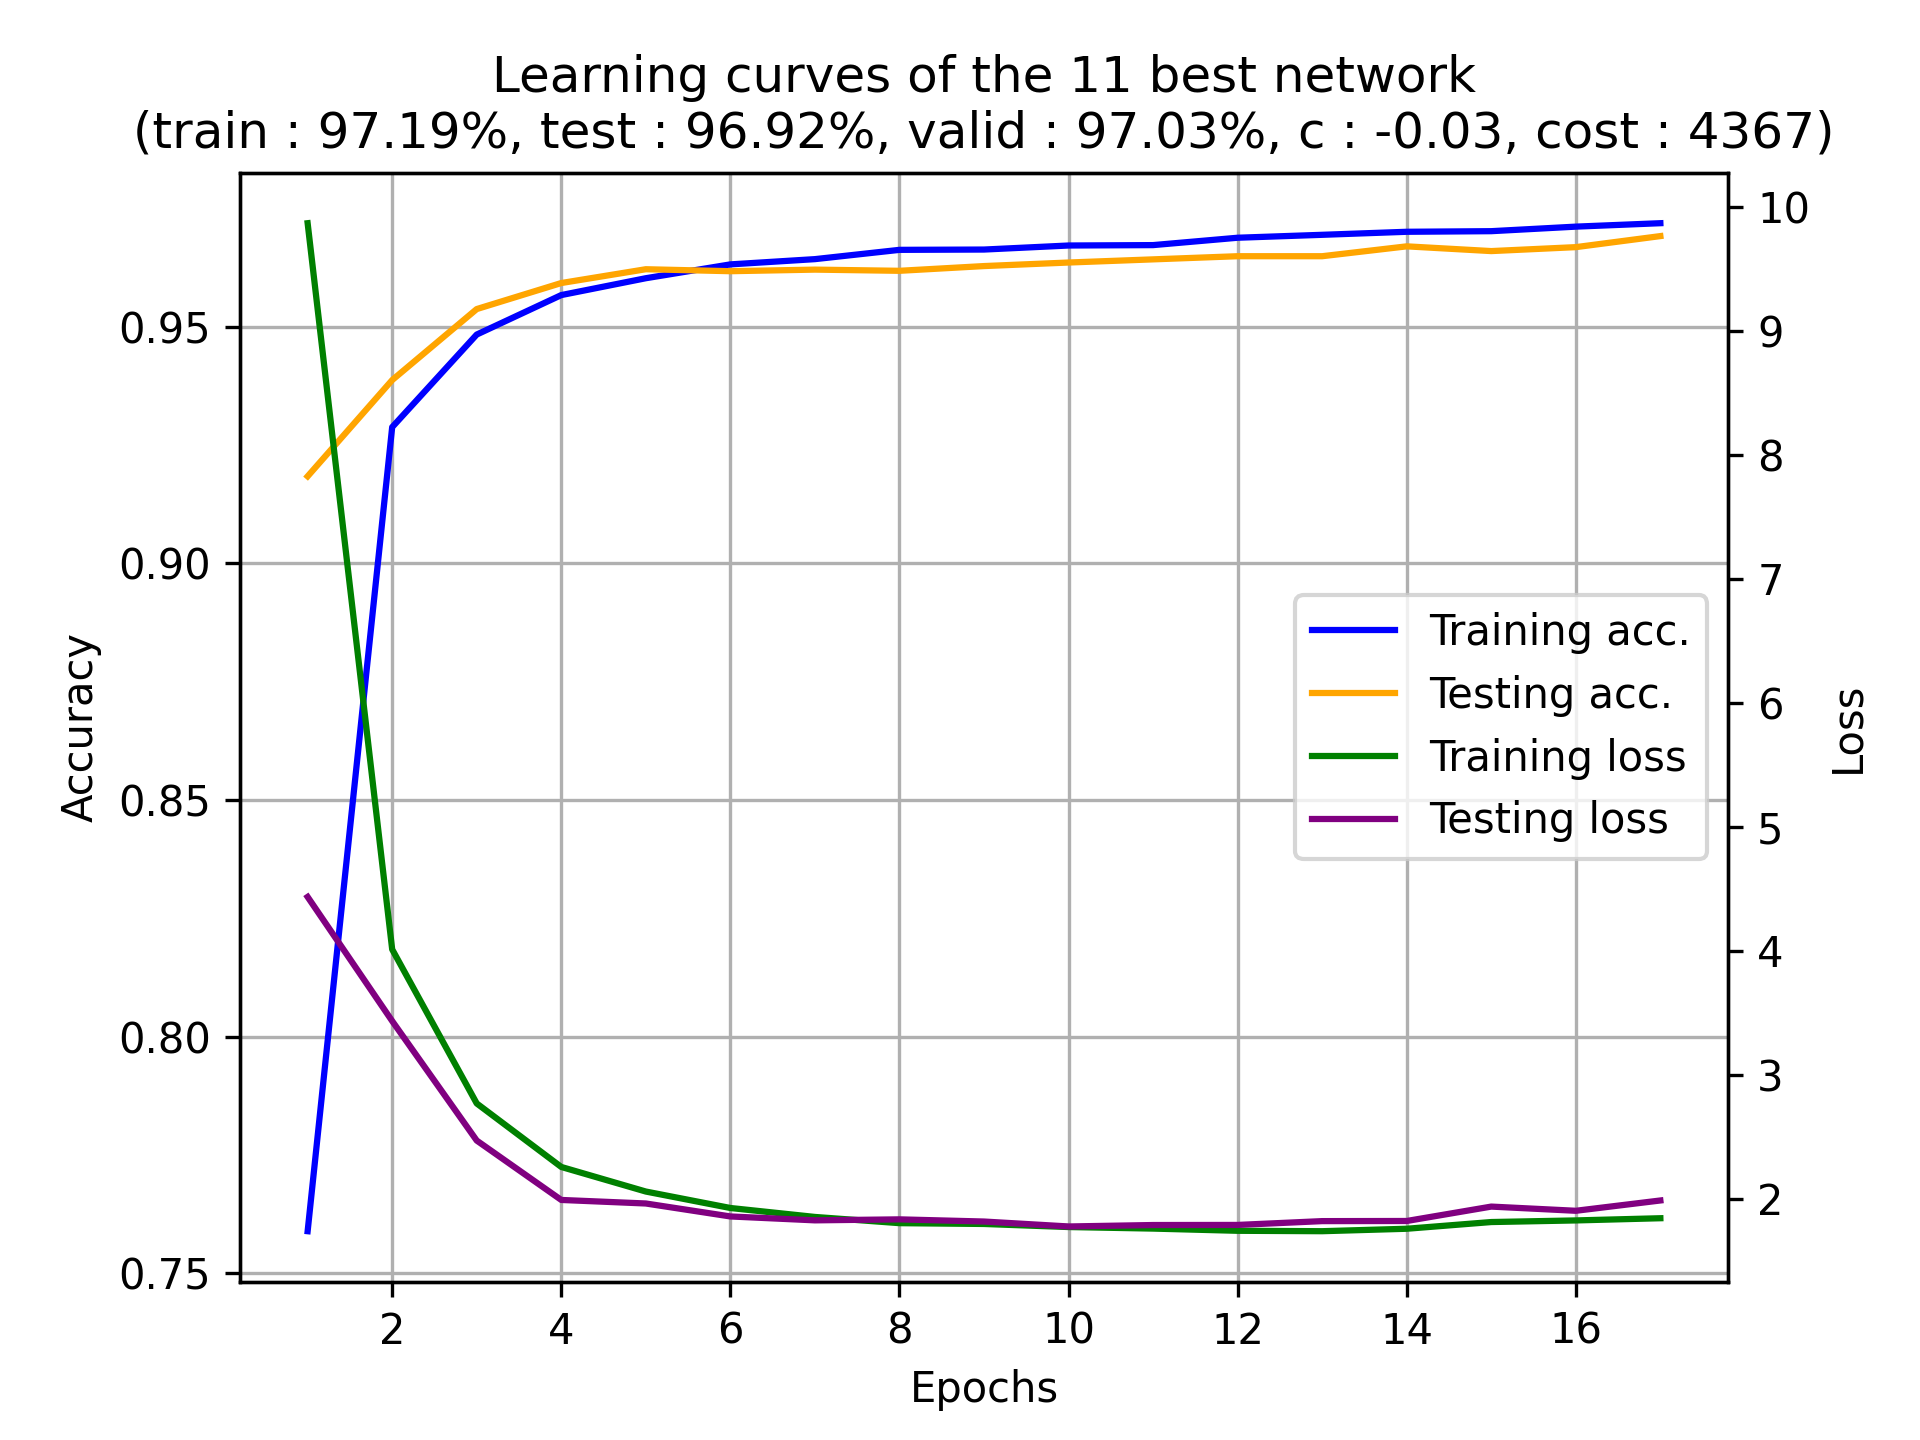 Learning curves of the 11 best network
(train : 97.19%, test : 96.92%, valid : 97.03%, c : -0.03, cost : 4367)
Accuracy
0.95
0.90
0.85
0.80
0.75
10
9
8
7
6
5
4
3
2
Loss
Training acc.
Testing acc.
Training loss
Testing loss
2 4 6 8 10 12 14 16
Epochs